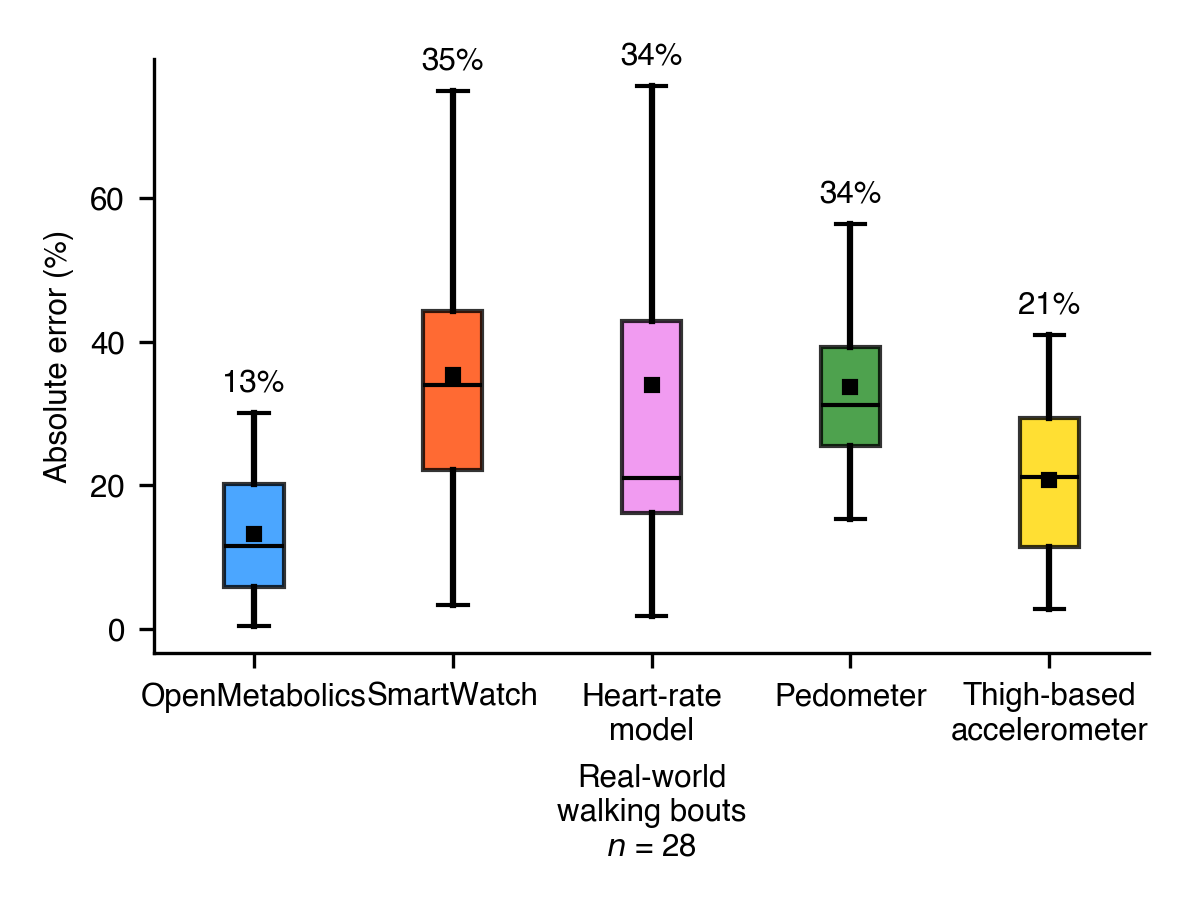 35%
34%
34%
21%
13%
60
40
20
0
Absolute error (%)
OpenMetabolics
SmartWatch
Heart-rate
model
Pedometer
Thigh-based
accelerometer
Real-world
walking bouts
n = 28